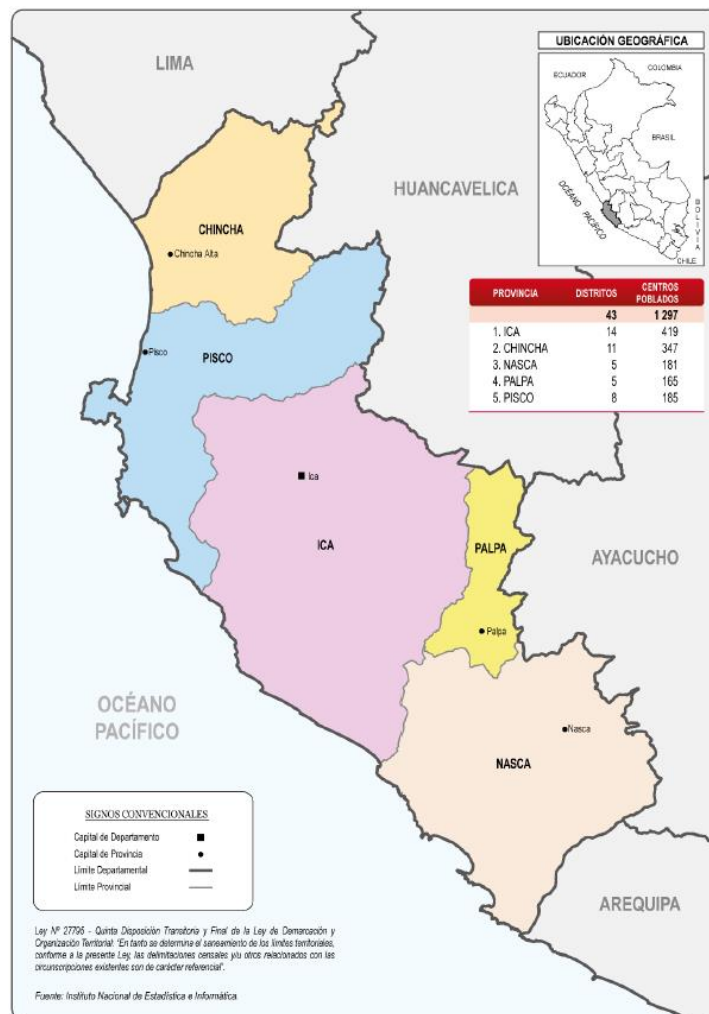 UBICACIÓN GEOGRÁFICA
ECUADOR
COLOMBIA
BRASIL
OCÉANO PACÍFICO
BOLIVIA
CHILE
LIMA
HUANCAVELICA
CHINCHA
Chincha Alta
PROVINCIA DISTRITOS CENTROS POBLADOS
43 1 297
1. ICA 14 419
2. CHINCHA 11 347
3. NASCA 5 181
4. PALPA 5 165
5. PISCO 8 185
Pisco
PISCO
Ica
ICA
PALPA
AYACUCHO
Palpa
OCÉANO
PACÍFICO
Nasca
NASCA
AREQUIPA
SIGNOS CONVENCIONALES
Capital de Departamento
Capital de Provincia
Límite Departamental
Límite Provincial
Ley Nº 27795 - Quinta Disposición Transitoria y Final de la Ley de Demarcación y
Organización Territorial: "En tanto se determina el saneamiento de los límites territoriales,
conforme a la presente Ley, las delimitaciones censales y/u otros relacionados con las
circunscripciones existentes son de carácter referencial".
Fuente: Instituto Nacional de Estadística e Informática.